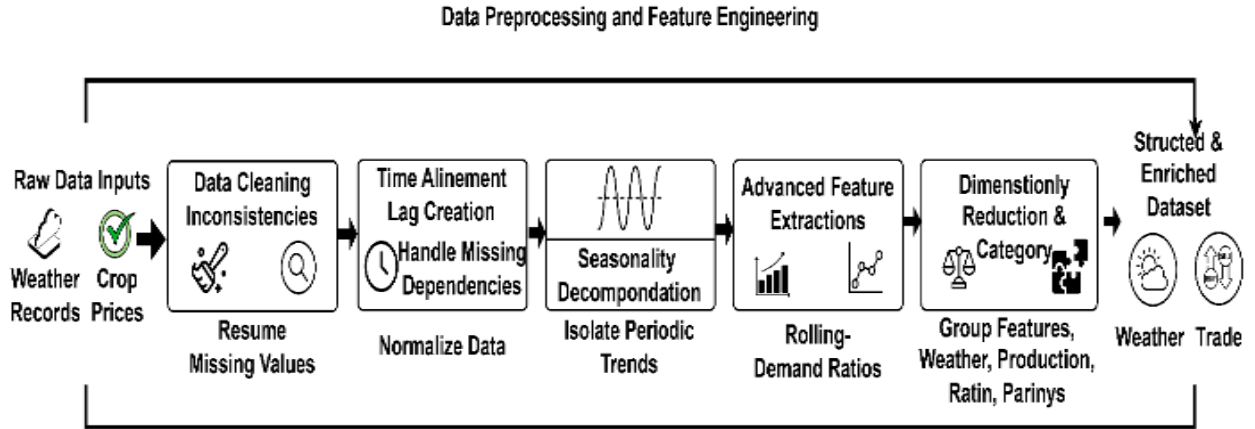 Data Preprocessing and Feature Engineering
Raw Data Inputs
Weather
Records
Crop
Prices
Data Cleaning
Inconsistencies
Resume
Missing Values
Time Alinement
Lag Creation
Handle Missing
Dependencies
Normalize Data
Seasonality
Decompondation
Isolate Periodic
Trends
Advanced Feature
Extractions
Rolling-
Demand Ratios
Dimenstionly
Reduction &
Category
Group Features,
Weather, Production,
Ratin, Parinys
Structed &
Enriched
Dataset
Weather
Trade